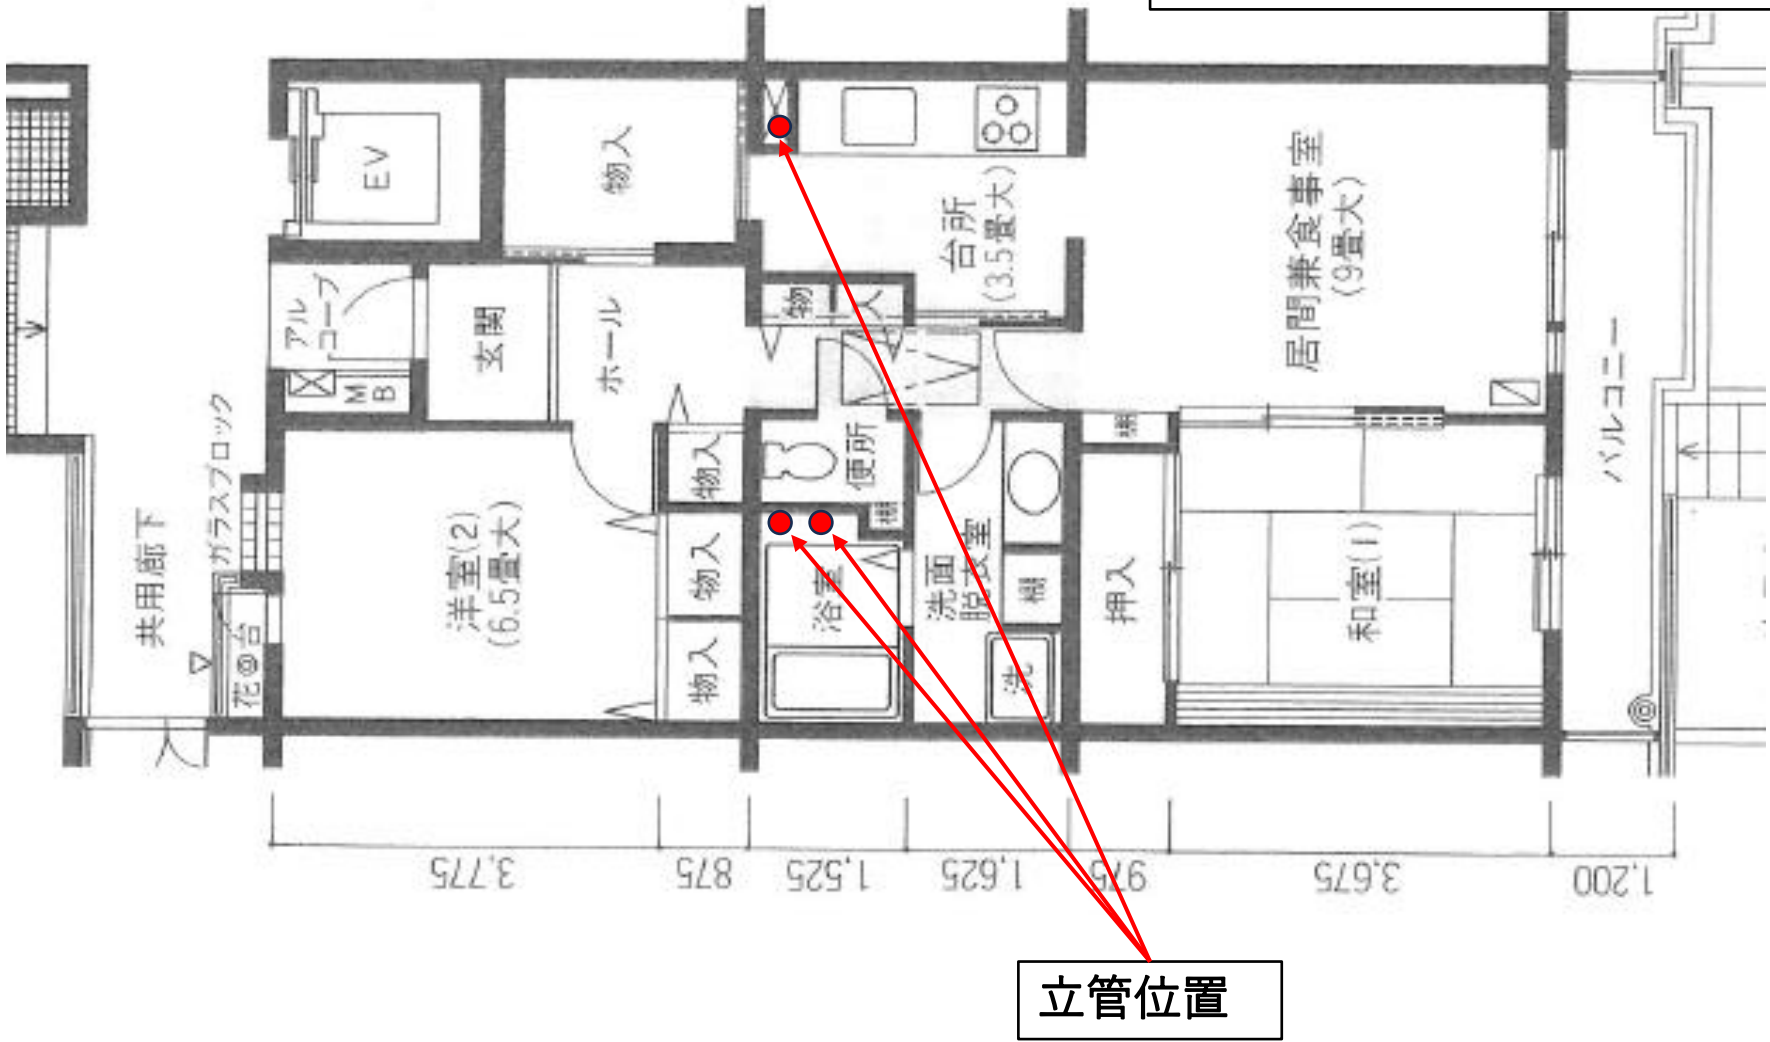 EV
物入
台所
(3.5畳大)
居間兼食事室
(9畳大)
アル
コーブ
玄関
ホール
物
入
MB
ガラスブロック
バルコニー
棚
物入
便所
棚
共用廊下
洋室(2)
(6.5畳大)
物入
浴室
洗面
脱衣室
棚
押入
和室(1)
花台
物入
洗
3,775
875
1,525
1,625
975
3,675
1,200
立管位置